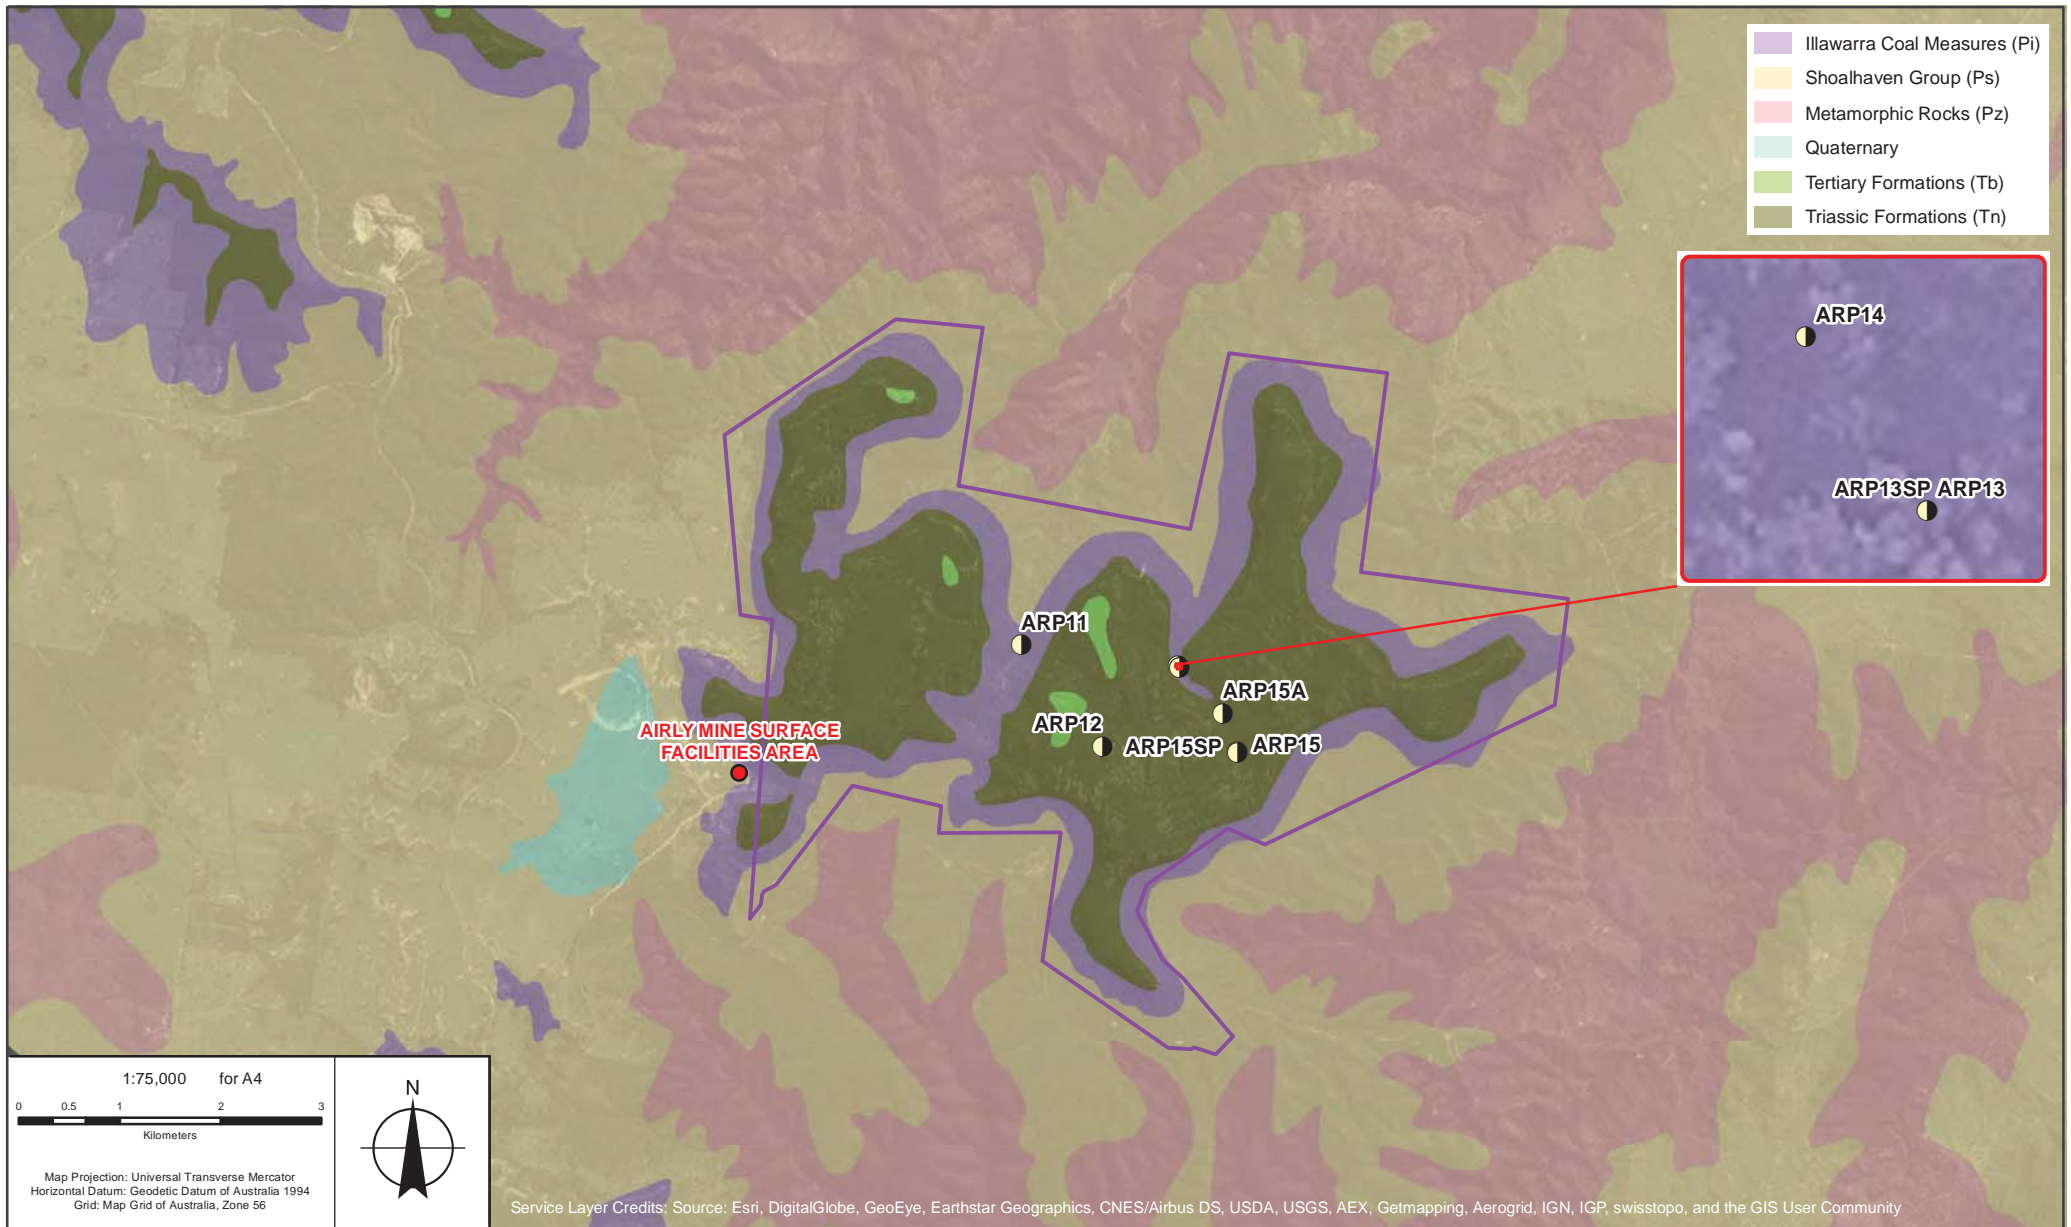 Illawarra Coal Measures (Pi)
Shoalhaven Group (Ps)
Metamorphic Rocks (Pz)
Quaternary
Tertiary Formations (Tb)
Triassic Formations (Tn)
ARP14
ARP13SP ARP13
ARP11
ARP15A
ARP12
ARP15SP ARP15
AIRLY MINE SURFACE
FACILITIES AREA
1:75,000 for A4
0 0.5 1 2 3
Kilometers
Map Projection: Universal Transverse Mercator
Horizontal Datum: Geodetic Datum of Australia 1994
Grid: Map Grid of Australia, Zone 56
N
Service Layer Credits: Source: Esri, DigitalGlobe, GeoEye, Earthstar Geographics, CNES/Airbus DS, USDA, USGS, AEX, Getmapping, Aerogrid, IGN, IGP, swisstopo, and the GIS User Community